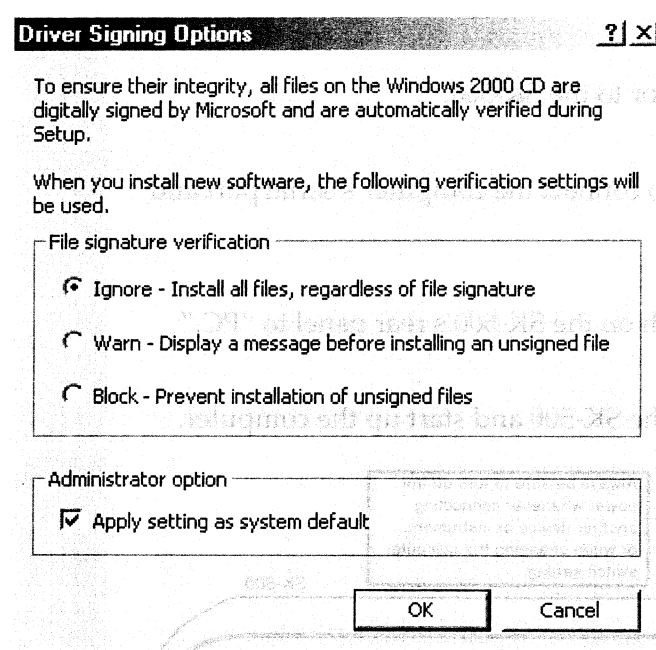 Driver Signing Options
To ensure their integrity, all files on the Windows 2000 CD are
digitally signed by Microsoft and are automatically verified during
Setup.
When you install new software, the following verification settings will
be used.
File signature verification
Ignore - Install all files, regardless of file signature
Warn - Display a message before installing an unsigned file
Block - Prevent installation of unsigned files
Administrator option
Apply setting as system default
OK Cancel